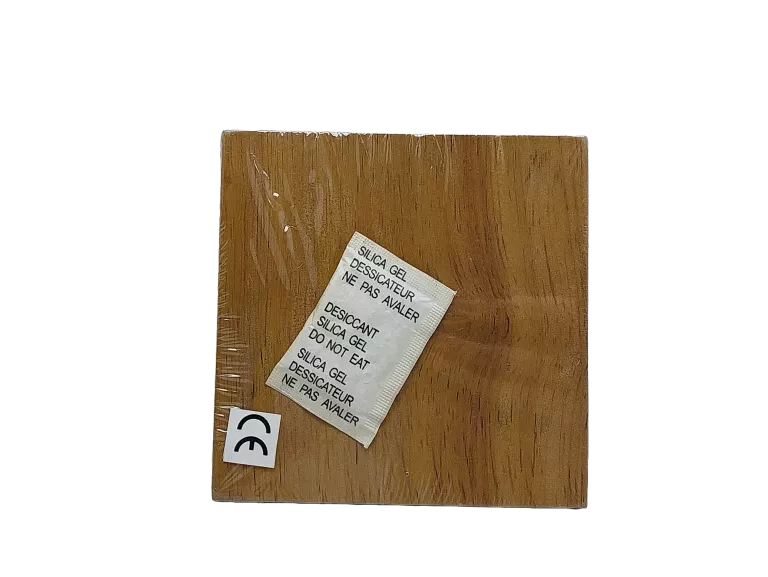 SILICA GEL
DESSICATEUR
NE PAS AVALER
DESICCANT
SILICA GEL
DO NOT EAT
SILICA GEL
DESSICATEUR
NE PAS AVALER
CE